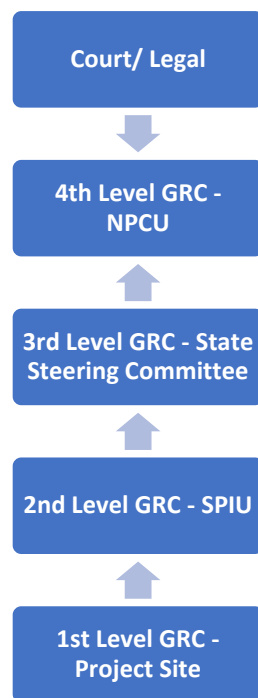 Court/ Legal
4th Level GRC -
NPCU
3rd Level GRC - State
Steering Committee
2nd Level GRC - SPIU
1st Level GRC -
Project Site